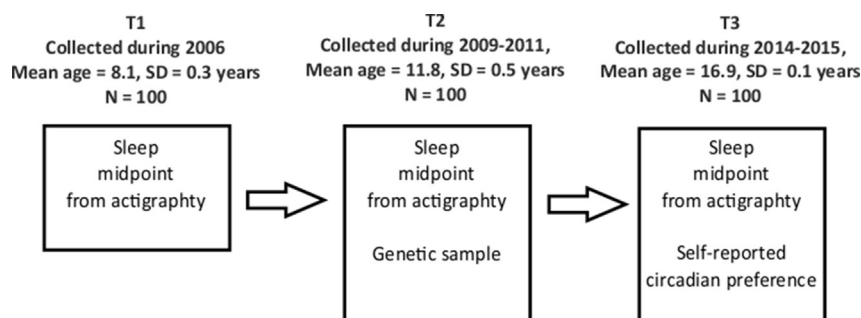 T1
Collected during 2006
Mean age = 8.1, SD = 0.3 years
N = 100
Sleep
midpoint
from actigraphty
T2
Collected during 2009-2011,
Mean age = 11.8, SD = 0.5 years
N = 100
Sleep
midpoint
from actigraphty
Genetic sample
T3
Collected during 2014-2015,
Mean age = 16.9, SD = 0.1 years
N = 100
Sleep
midpoint
from actigraphty
Self-reported
circadian preference